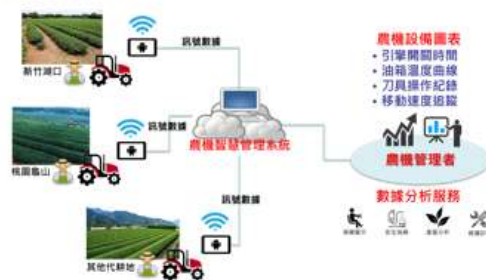 訊號數據
新竹湖口
訊號數據
桃園龜山
訊號數據
其他代耕地
農機智慧管理系統
農機設備圖表
• 引擎開關時間
• 油箱溫度曲線
• 刀具操作紀錄
• 移動速度追蹤
農機管理者
數據分析服務